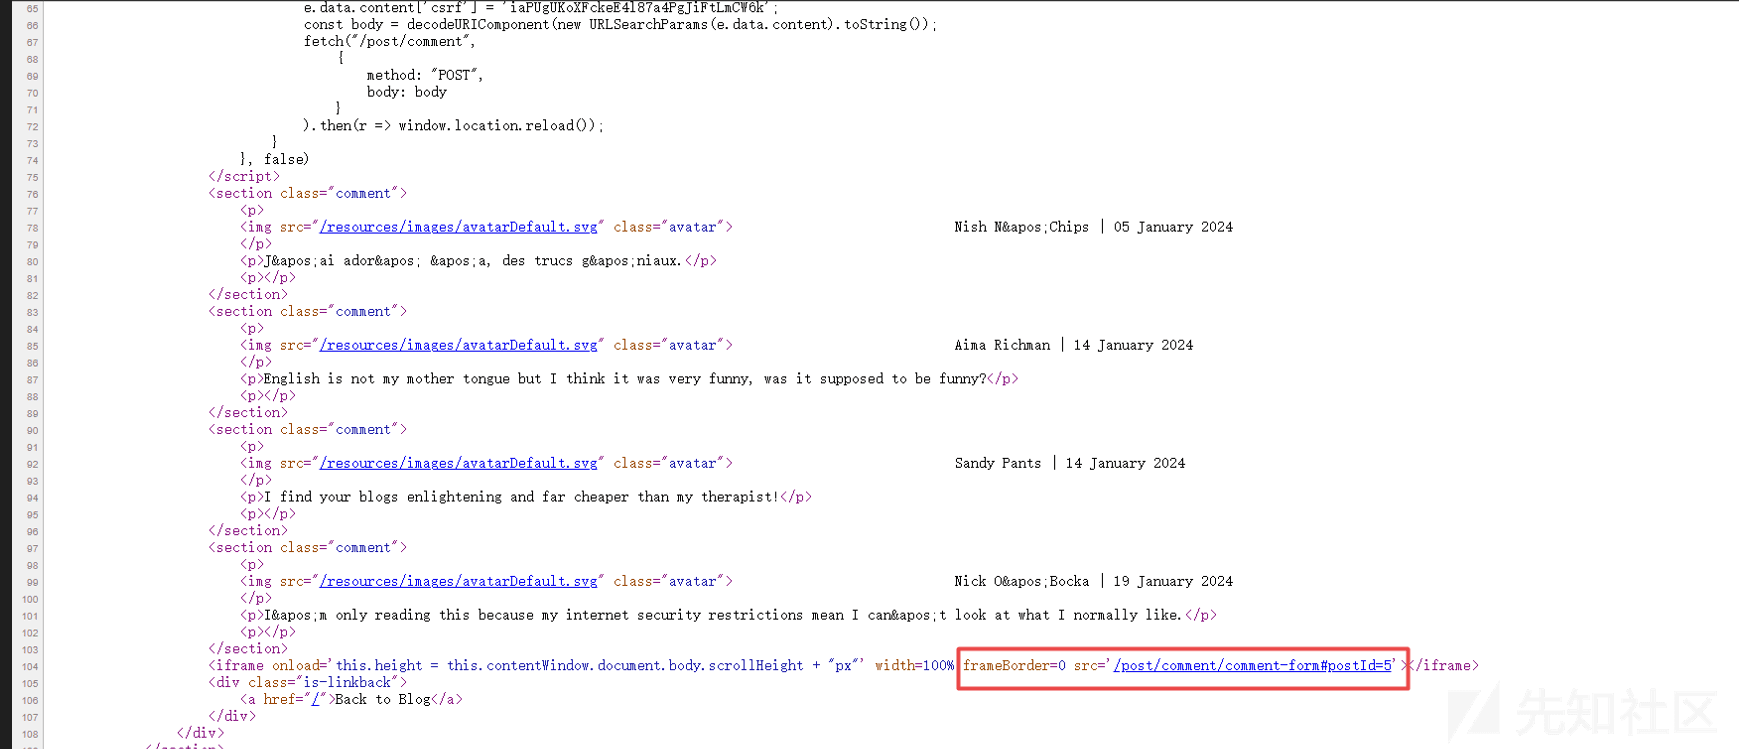 65 e.data.content['csrf'] = 'iaPUgUKoXFckeE4l87a4PgJiFtLmCW6k';
66 const body = decodeURIComponent(new URLSearchParams(e.data.content).toString());
67 fetch("/post/comment",
68 {
69 method: "POST",
70 body: body
71 }
72 ).then(r => window.location.reload());
73 }
74 }, false)
75 </script>
76 <section class="comment">
77 <p>
78 <img src="/resources/images/avatarDefault.svg" class="avatar"> Nish N&apos;Chips | 05 January 2024
79 </p>
80 <p>J&apos;ai ador&apos; &apos;a, des trucs g&apos;niaux.</p>
81 <p></p>
82 </section>
83 <section class="comment">
84 <p>
85 <img src="/resources/images/avatarDefault.svg" class="avatar"> Aima Richman | 14 January 2024
86 </p>
87 <p>English is not my mother tongue but I think it was very funny, was it supposed to be funny?</p>
88 <p></p>
89 </section>
90 <section class="comment">
91 <p>
92 <img src="/resources/images/avatarDefault.svg" class="avatar"> Sandy Pants | 14 January 2024
93 </p>
94 <p>I find your blogs enlightening and far cheaper than my therapist!</p>
95 <p></p>
96 </section>
97 <section class="comment">
98 <p>
99 <img src="/resources/images/avatarDefault.svg" class="avatar"> Nick O&apos;Bocka | 19 January 2024
100 </p>
101 <p>I&apos;m only reading this because my internet security restrictions mean I can&apos;t look at what I normally like.</p>
102 <p></p>
103 </section>
104 <iframe onload='this.height = this.contentWindow.document.body.scrollHeight + "px"' width=100% frameBorder=0 src='/post/comment/comment-form#postId=5'></iframe>
105 <div class="is-linkback">
106 <a href="/">Back to Blog</a>
107 </div>
108 </div>
</section>
先知社区